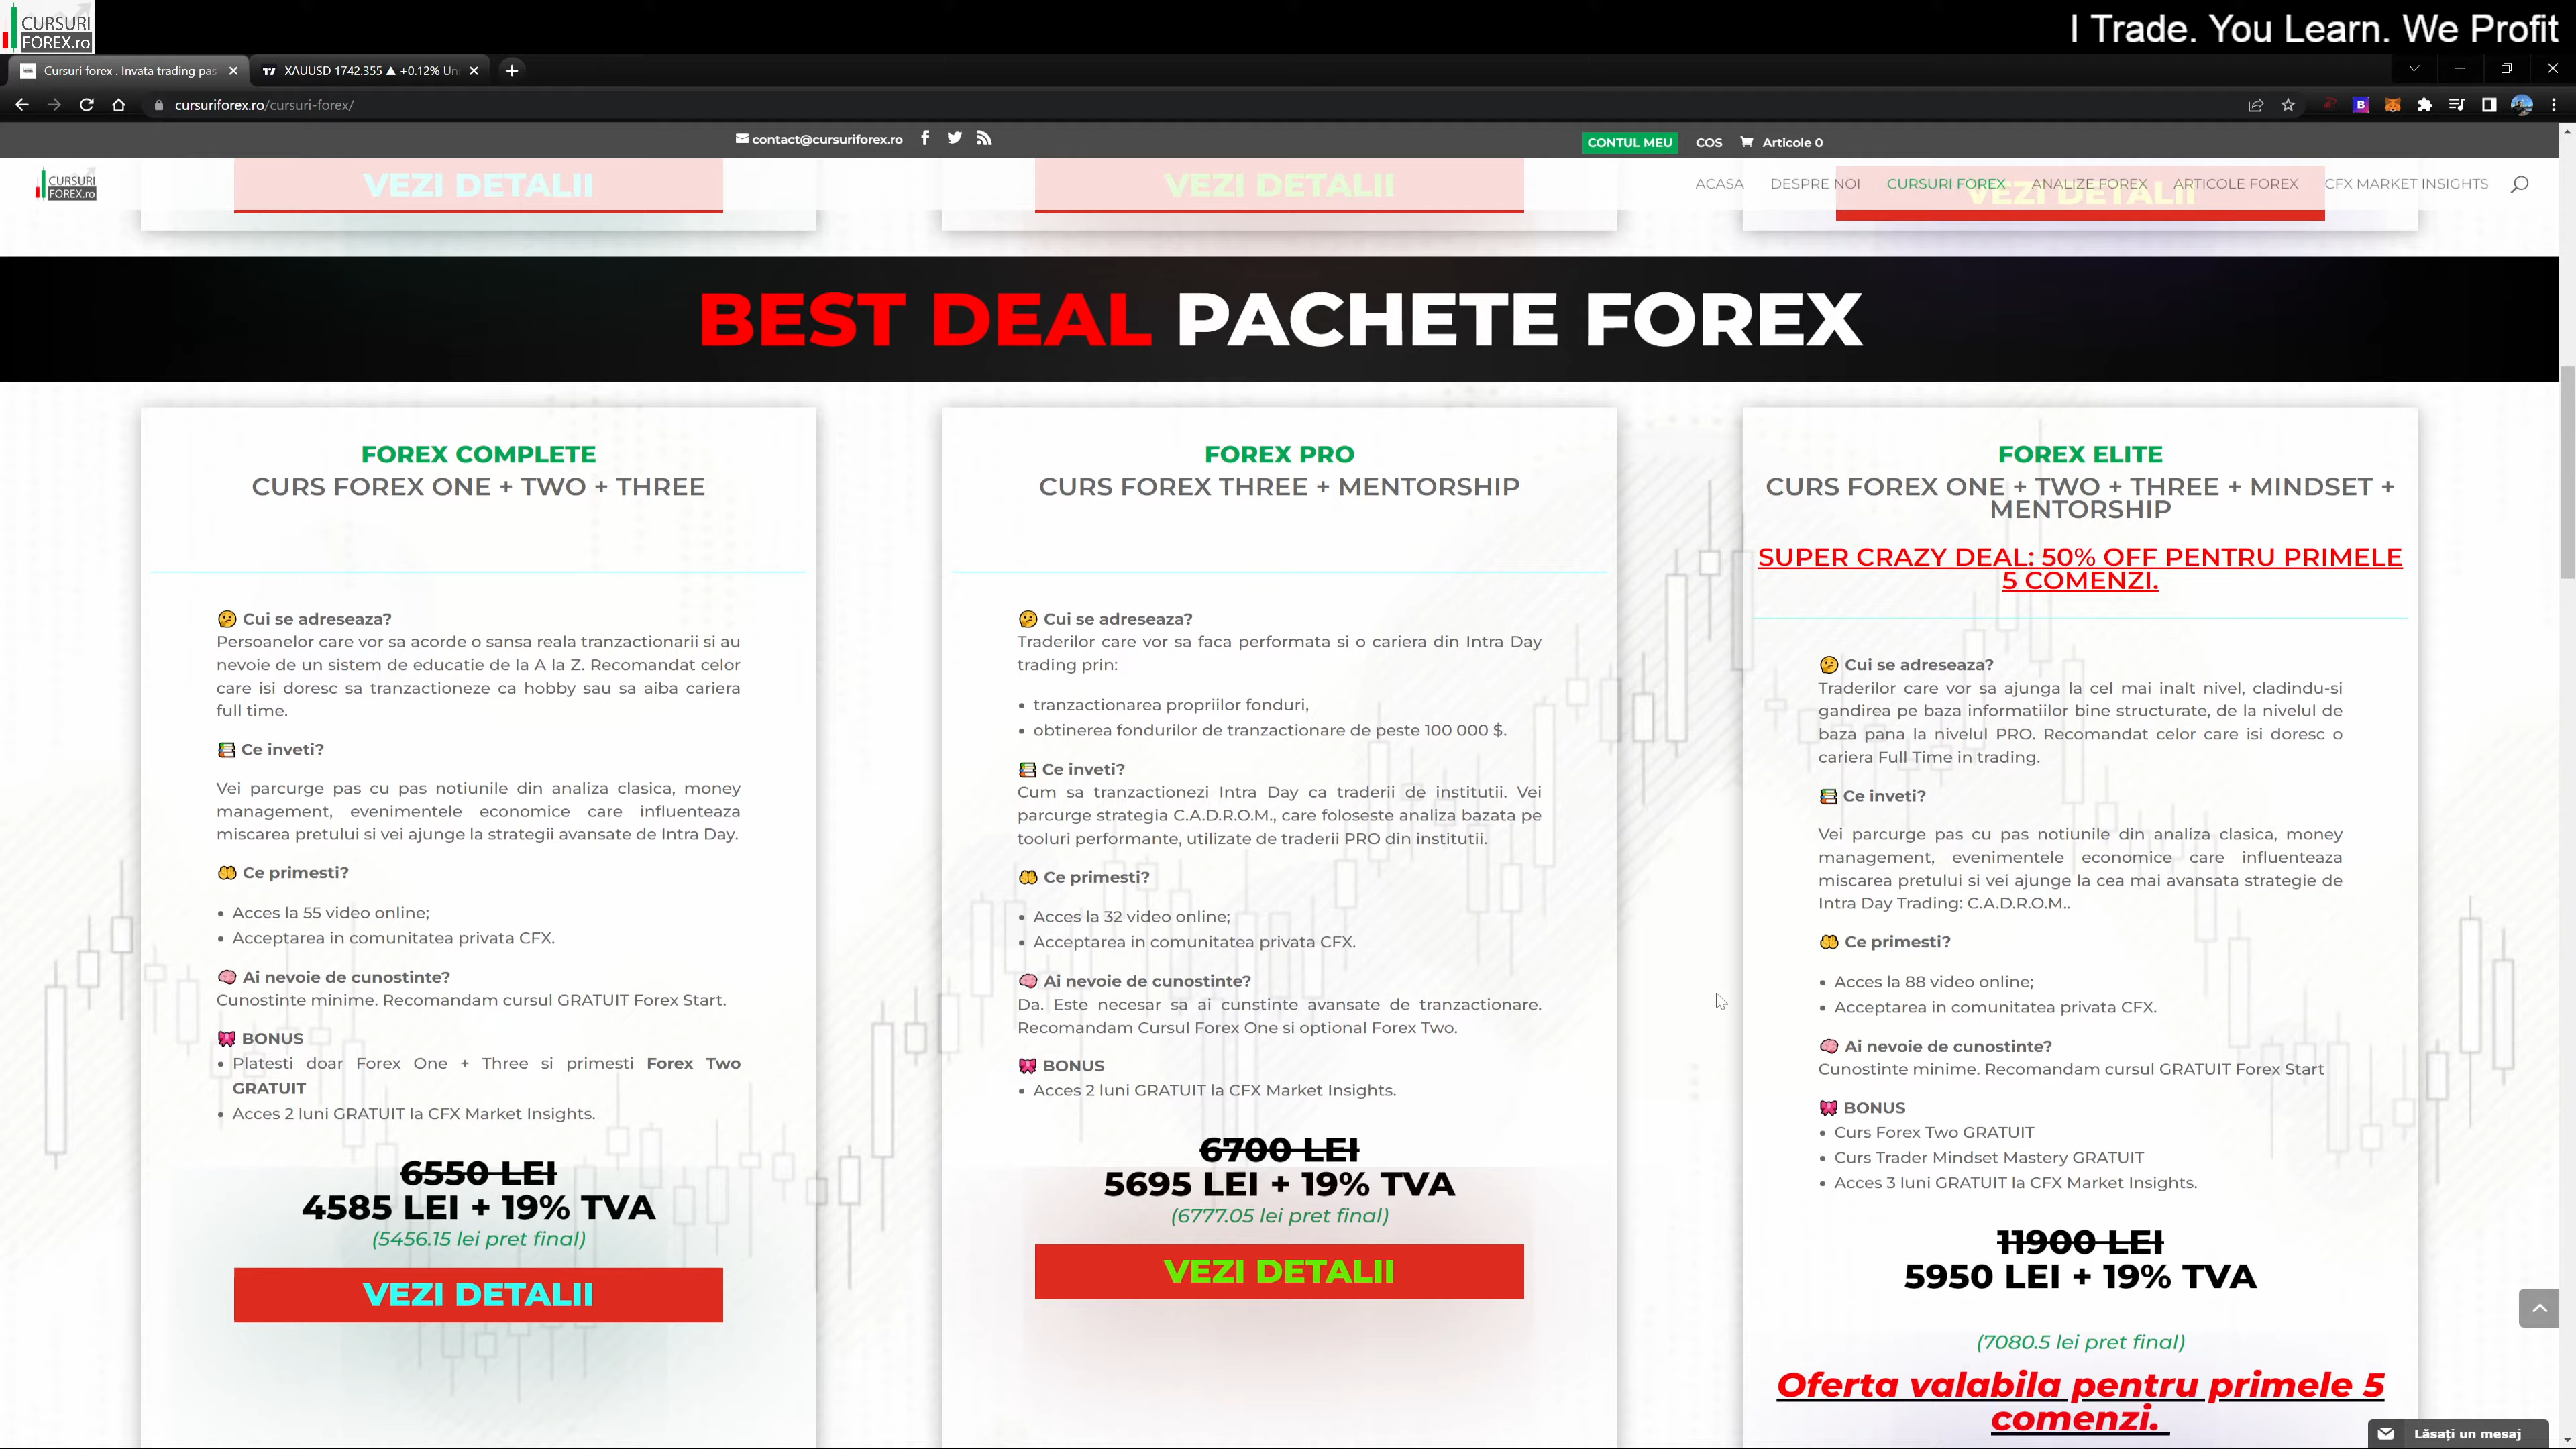 CURSURI
FOREX.ro
I Trade. You Learn. We Profit
Cursuri forex . Invata trading pas
XAUUSD 1742.355 ▲ +0.12% Un
cursuriforex.ro/cursuri-forex/
contact@cursuriforex.ro
CONTUL MEU
COS
Articole 0
CURSURI
FOREX.ro
ACASA
DESPRE NOI
CURSURI FOREX
ANALIZE FOREX
ARTICOLE FOREX
CFX MARKET INSIGHTS
VEZI DETALII
VEZI DETALII
VEZI DETALII
BEST DEAL PACHETE FOREX
FOREX COMPLETE
CURS FOREX ONE + TWO + THREE
Cui se adreseaza?
Persoanelor care vor sa acorde o sansa reala tranzactionarii si au
nevoie de un sistem de educatie de la A la Z. Recomandat celor
care isi doresc sa tranzactioneze ca hobby sau sa aiba cariera
full time.
Ce inveti?
Vei parcurge pas cu pas notiunile din analiza clasica, money
management, evenimentele economice care influenteaza
miscarea pretului si vei ajunge la strategii avansate de Intra Day.
Ce primesti?
• Acces la 55 video online;
• Acceptarea in comunitatea privata CFX.
Ai nevoie de cunostinte?
Cunostinte minime. Recomandam cursul GRATUIT Forex Start.
BONUS
• Platesti doar Forex One + Three si primesti Forex Two
GRATUIT
• Acces 2 luni GRATUIT la CFX Market Insights.
6550 LEI
4585 LEI + 19% TVA
(5456.15 lei pret final)
VEZI DETALII
FOREX PRO
CURS FOREX THREE + MENTORSHIP
Cui se adreseaza?
Traderilor care vor sa faca performata si o cariera din Intra Day
trading prin:
• tranzactionarea propriilor fonduri,
• obtinerea fondurilor de tranzactionare de peste 100 000 $.
Ce inveti?
Cum sa tranzactionezi Intra Day ca traderii de institutii. Vei
parcurge strategia C.A.D.R.O.M., care foloseste analiza bazata pe
tooluri performante, utilizate de traderii PRO din institutii.
Ce primesti?
• Acces la 32 video online;
• Acceptarea in comunitatea privata CFX.
Ai nevoie de cunostinte?
Da. Este necesar sa ai cunstinte avansate de tranzactionare.
Recomandam Cursul Forex One si optional Forex Two.
BONUS
• Acces 2 luni GRATUIT la CFX Market Insights.
6700 LEI
5695 LEI + 19% TVA
(6777.05 lei pret final)
VEZI DETALII
FOREX ELITE
CURS FOREX ONE + TWO + THREE + MINDSET +
MENTORSHIP
SUPER CRAZY DEAL: 50% OFF PENTRU PRIMELE
5 COMENZI.
Cui se adreseaza?
Traderilor care vor sa ajunga la cel mai inalt nivel, cladindu-si
gandirea pe baza informatiilor bine structurate, de la nivelul de
baza pana la nivelul PRO. Recomandat celor care isi doresc o
cariera Full Time in trading.
Ce inveti?
Vei parcurge pas cu pas notiunile din analiza clasica, money
management, evenimentele economice care influenteaza
miscarea pretului si vei ajunge la cea mai avansata strategie de
Intra Day Trading: C.A.D.R.O.M..
Ce primesti?
• Acces la 88 video online;
• Acceptarea in comunitatea privata CFX.
Ai nevoie de cunostinte?
Cunostinte minime. Recomandam cursul GRATUIT Forex Start
BONUS
• Curs Forex Two GRATUIT
• Curs Trader Mindset Mastery GRATUIT
• Acces 3 luni GRATUIT la CFX Market Insights.
11900 LEI
5950 LEI + 19% TVA
(7080.5 lei pret final)
Oferta valabila pentru primele 5
comenzi.
Lăsați un mesaj